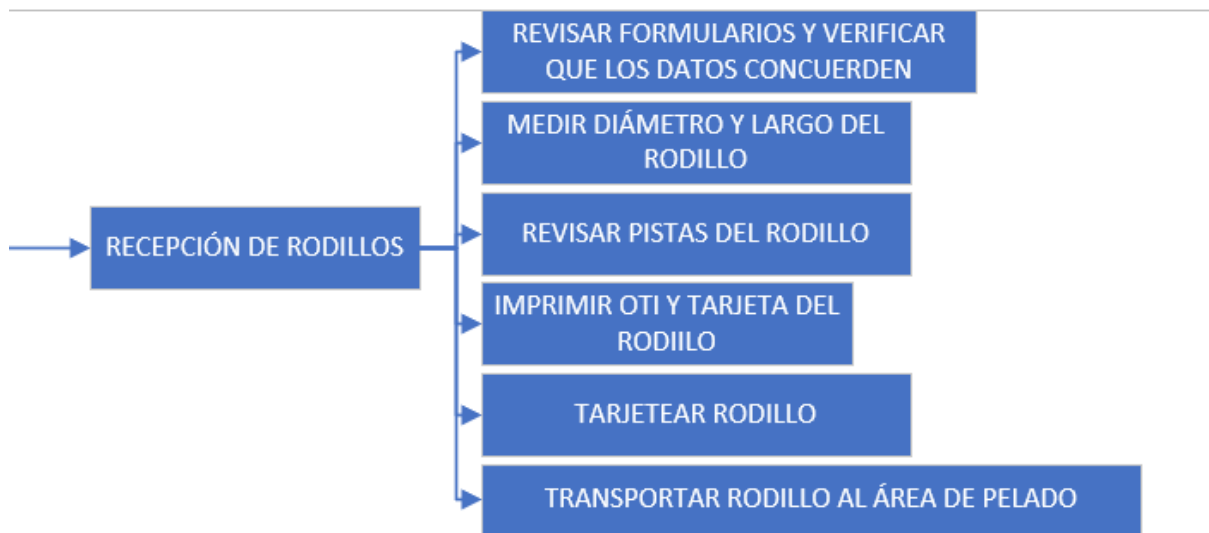 REVISAR FORMULARIOS Y VERIFICAR
QUE LOS DATOS CONCUERDEN
MEDIR DIÁMETRO Y LARGO DEL
RODILLO
RECEPCIÓN DE RODILLOS
REVISAR PISTAS DEL RODILLO
IMPRIMIR OTI Y TARJETA DEL
RODIILO
TARJETEAR RODILLO
TRANSPORTAR RODILLO AL ÁREA DE PELADO